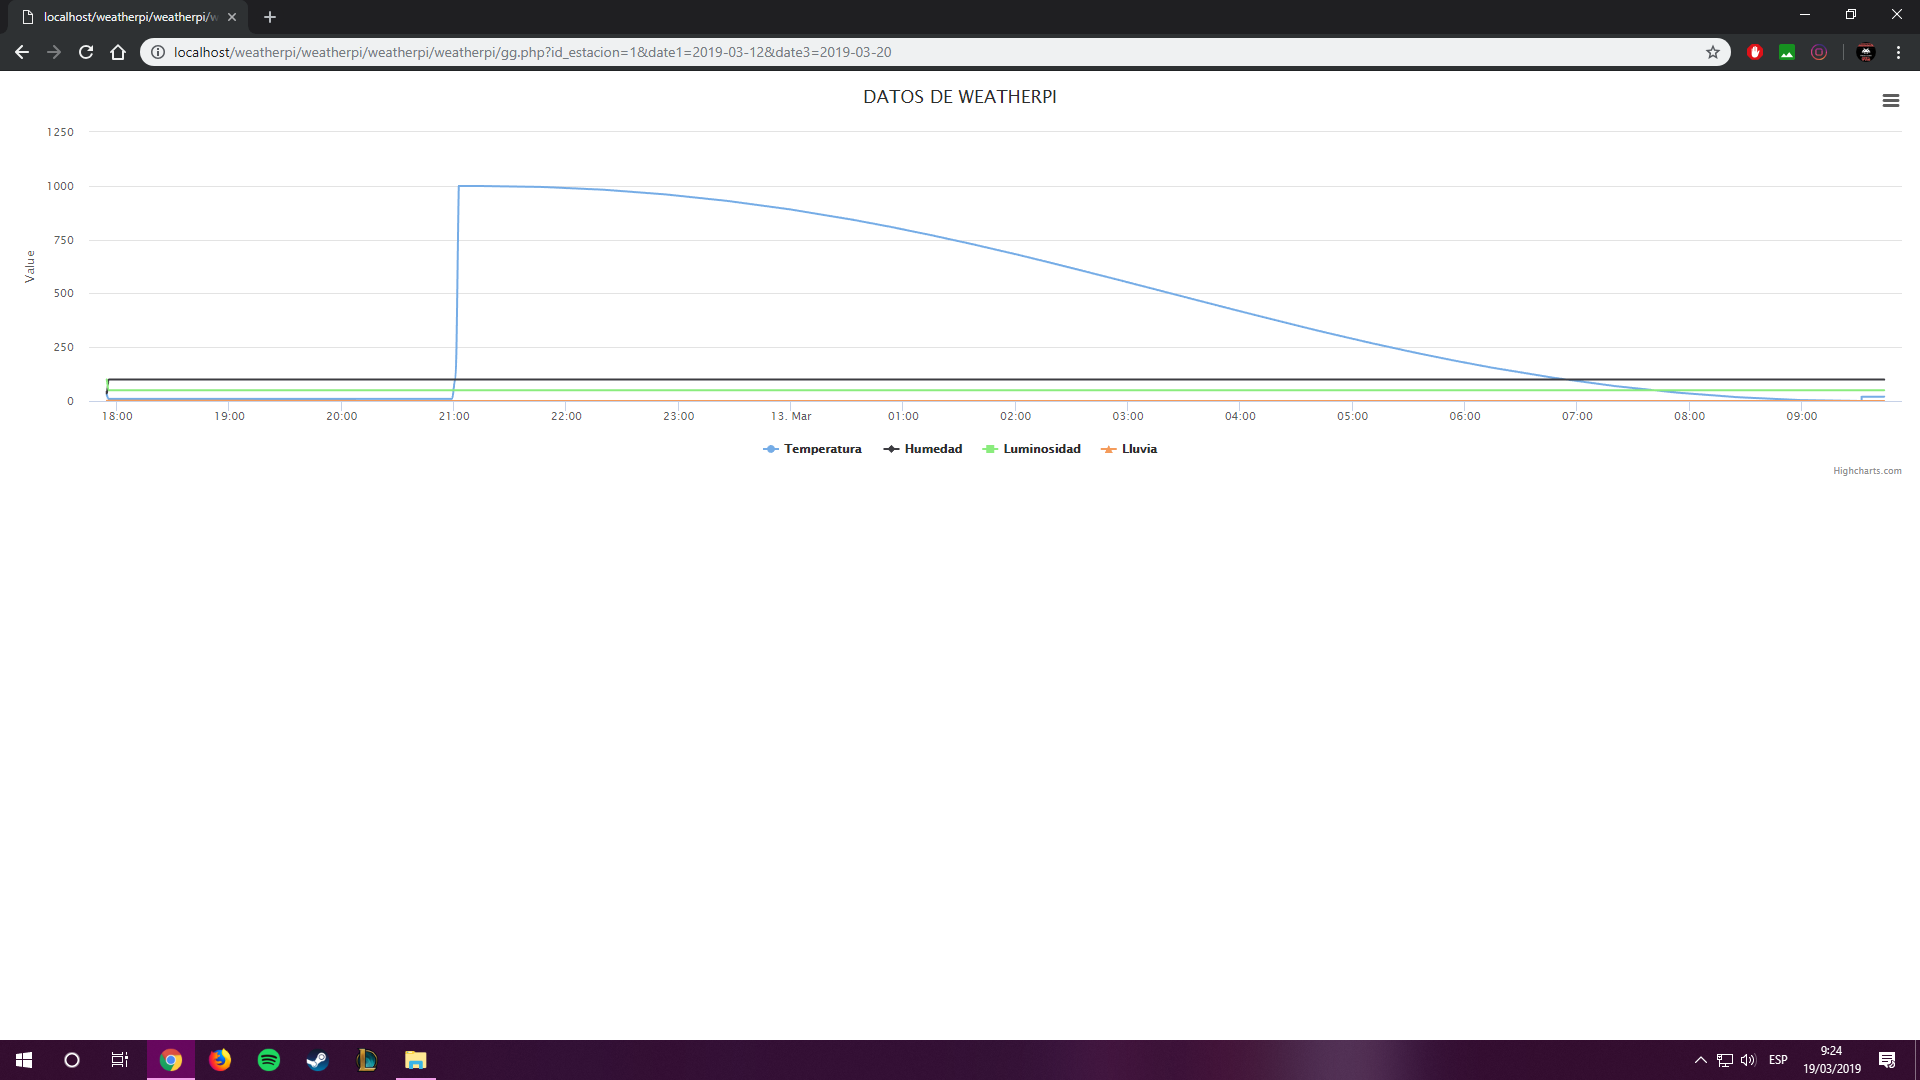 localhost/weatherpi/weatherpi/w
localhost/weatherpi/weatherpi/weatherpi/weatherpi/gg.php?id_estacion=1&date1=2019-03-12&date3=2019-03-20
DATOS DE WEATHERPI
1250
1000
750
500
250
0
Value
18:00 19:00 20:00 21:00 22:00 23:00 13. Mar 01:00 02:00 03:00 04:00 05:00 06:00 07:00 08:00 09:00
Temperatura Humedad Luminosidad Lluvia
Highcharts.com
ESP
9:24
19/03/2019